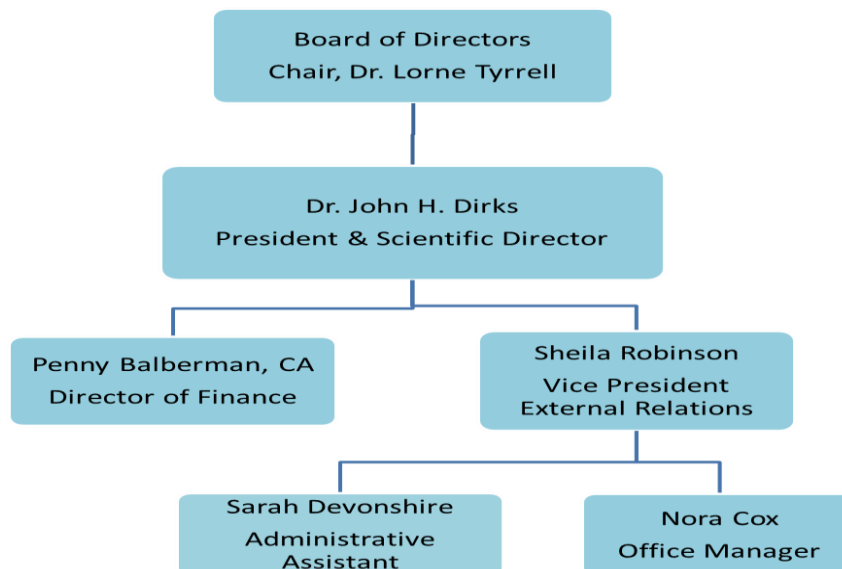 Board of Directors
Chair, Dr. Lorne Tyrrell
Dr. John H. Dirks
President & Scientific Director
Penny Balberman, CA
Director of Finance
Sheila Robinson
Vice President
External Relations
Sarah Devonshire
Administrative
Assistant
Nora Cox
Office Manager